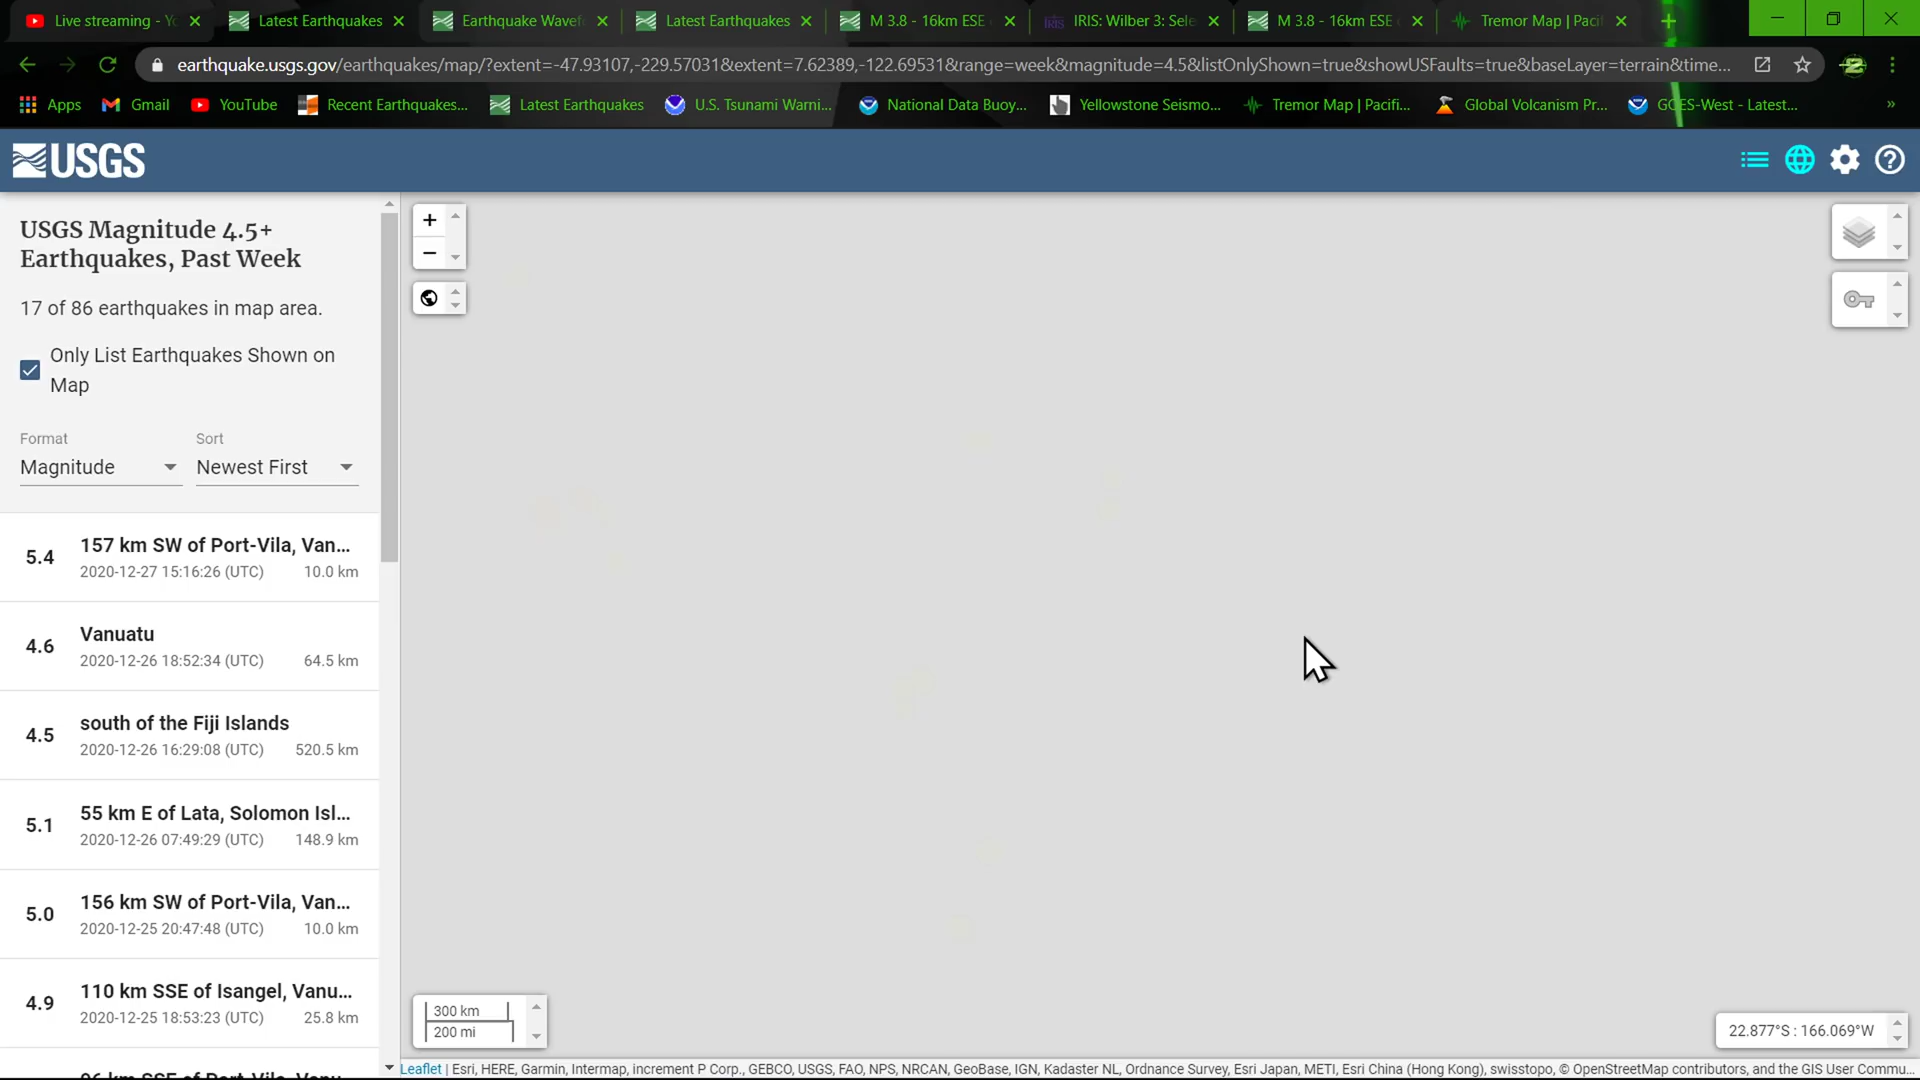 Live streaming - Yo
Latest Earthquakes
Earthquake Wavef
Latest Earthquakes
M 3.8 - 16km ESE
IRIS: Wilber 3: Sele
M 3.8 - 16km ESE
Tremor Map | Paci
earthquake.usgs.gov/earthquakes/map/?extent=-47.93107,-229.57031&extent=7.62389,-122.69531&range=week&magnitude=4.5&listOnlyShown=true&showUSFaults=true&baseLayer=terrain&time...
Apps
Gmail
YouTube
Recent Earthquakes...
Latest Earthquakes
U.S. Tsunami Warni...
National Data Buoy...
Yellowstone Seismo...
Tremor Map | Pacifi...
Global Volcanism Pr...
GOES-West - Latest...
»
USGS
USGS Magnitude 4.5+
Earthquakes, Past Week
17 of 86 earthquakes in map area.
Only List Earthquakes Shown on
Map
Format
Sort
Magnitude
Newest First
5.4
157 km SW of Port-Vila, Van...
2020-12-27 15:16:26 (UTC) 10.0 km
4.6
Vanuatu
2020-12-26 18:52:34 (UTC) 64.5 km
4.5
south of the Fiji Islands
2020-12-26 16:29:08 (UTC) 520.5 km
5.1
55 km E of Lata, Solomon Isl...
2020-12-26 07:49:29 (UTC) 148.9 km
5.0
156 km SW of Port-Vila, Van...
2020-12-25 20:47:48 (UTC) 10.0 km
4.9
110 km SSE of Isangel, Vanu...
2020-12-25 18:53:23 (UTC) 25.8 km
96 km SSE of Port-Vila, Vanu...
+
−
300 km
200 mi
22.877°S : 166.069°W
Leaflet | Esri, HERE, Garmin, Intermap, increment P Corp., GEBCO, USGS, FAO, NPS, NRCAN, GeoBase, IGN, Kadaster NL, Ordnance Survey, Esri Japan, METI, Esri China (Hong Kong), swisstopo, © OpenStreetMap contributors, and the GIS User Commu...